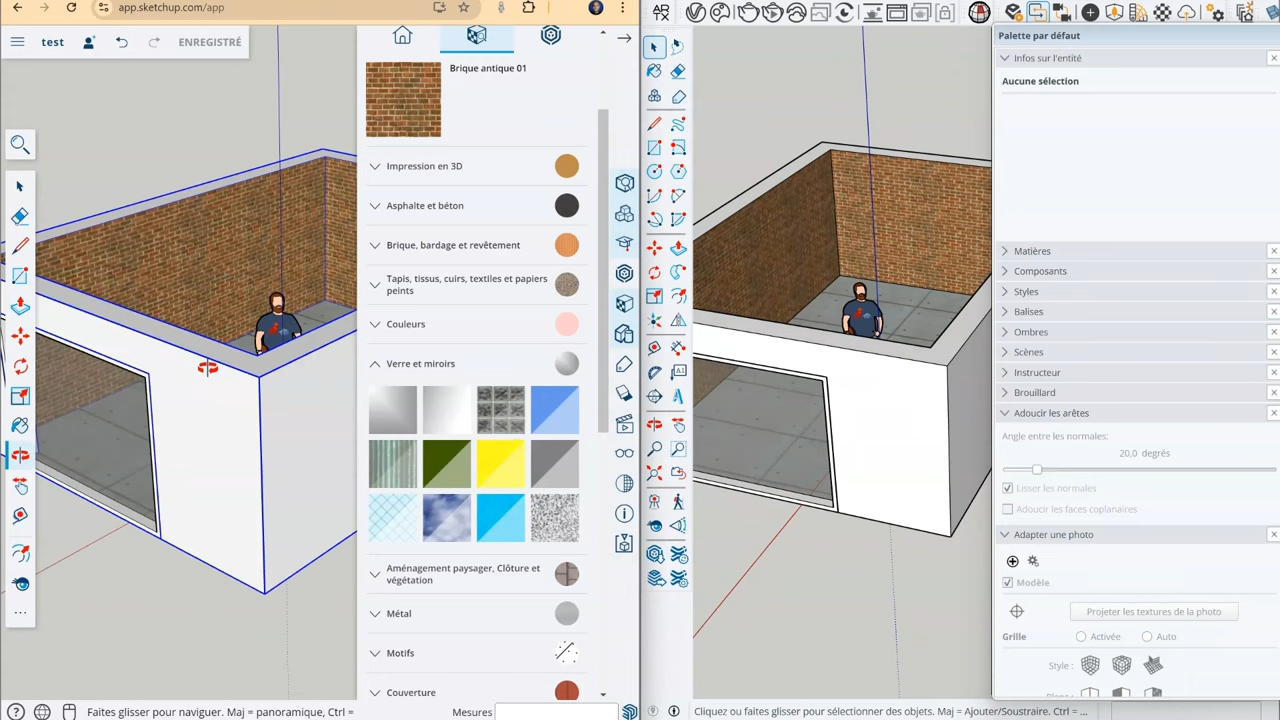 app.sketchup.com/app
test
ENREGISTRÉ
Brique antique 01
Impression en 3D
Asphalte et béton
Brique, bardage et revêtement
Tapis, tissus, cuirs, textiles et papiers
peints
Couleurs
Verre et miroirs
Aménagement paysager, Clôture et
végétation
Métal
Motifs
Couverture
Faites glisser pour naviguer. Maj = panoramique, Ctrl =
Mesures
Palette par défaut
Infos sur l'entité
Aucune sélection
Matières
Composants
Styles
Balises
Ombres
Scènes
Instructeur
Brouillard
Adoucir les arêtes
Angle entre les normales:
20,0 degrés
Lisser les normales
Adoucir les faces coplanaires
Adapter une photo
Modèle
Projeter les textures de la photo
Grille
Activée
Auto
Style :
Cliquez ou faites glisser pour sélectionner des objets. Maj = Ajouter/Soustraire. Ctrl = ...